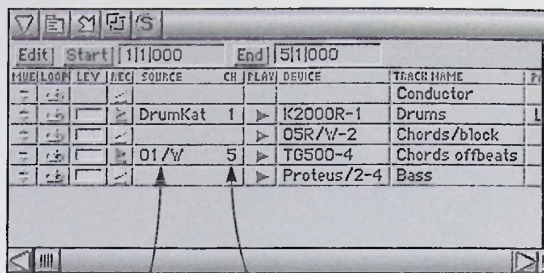 Edit Start 1|1|000 End 5|1|000
MUE LOOP LEV REC SOURCE CH PLAY DEVICE TRACK NAME
Conductor
DrumKat 1 K2000R-1 Drums L
05R/W-2 Chords/block
01/W 5 TG500-4 Chords offbeats
Proteus/2-4 Bass